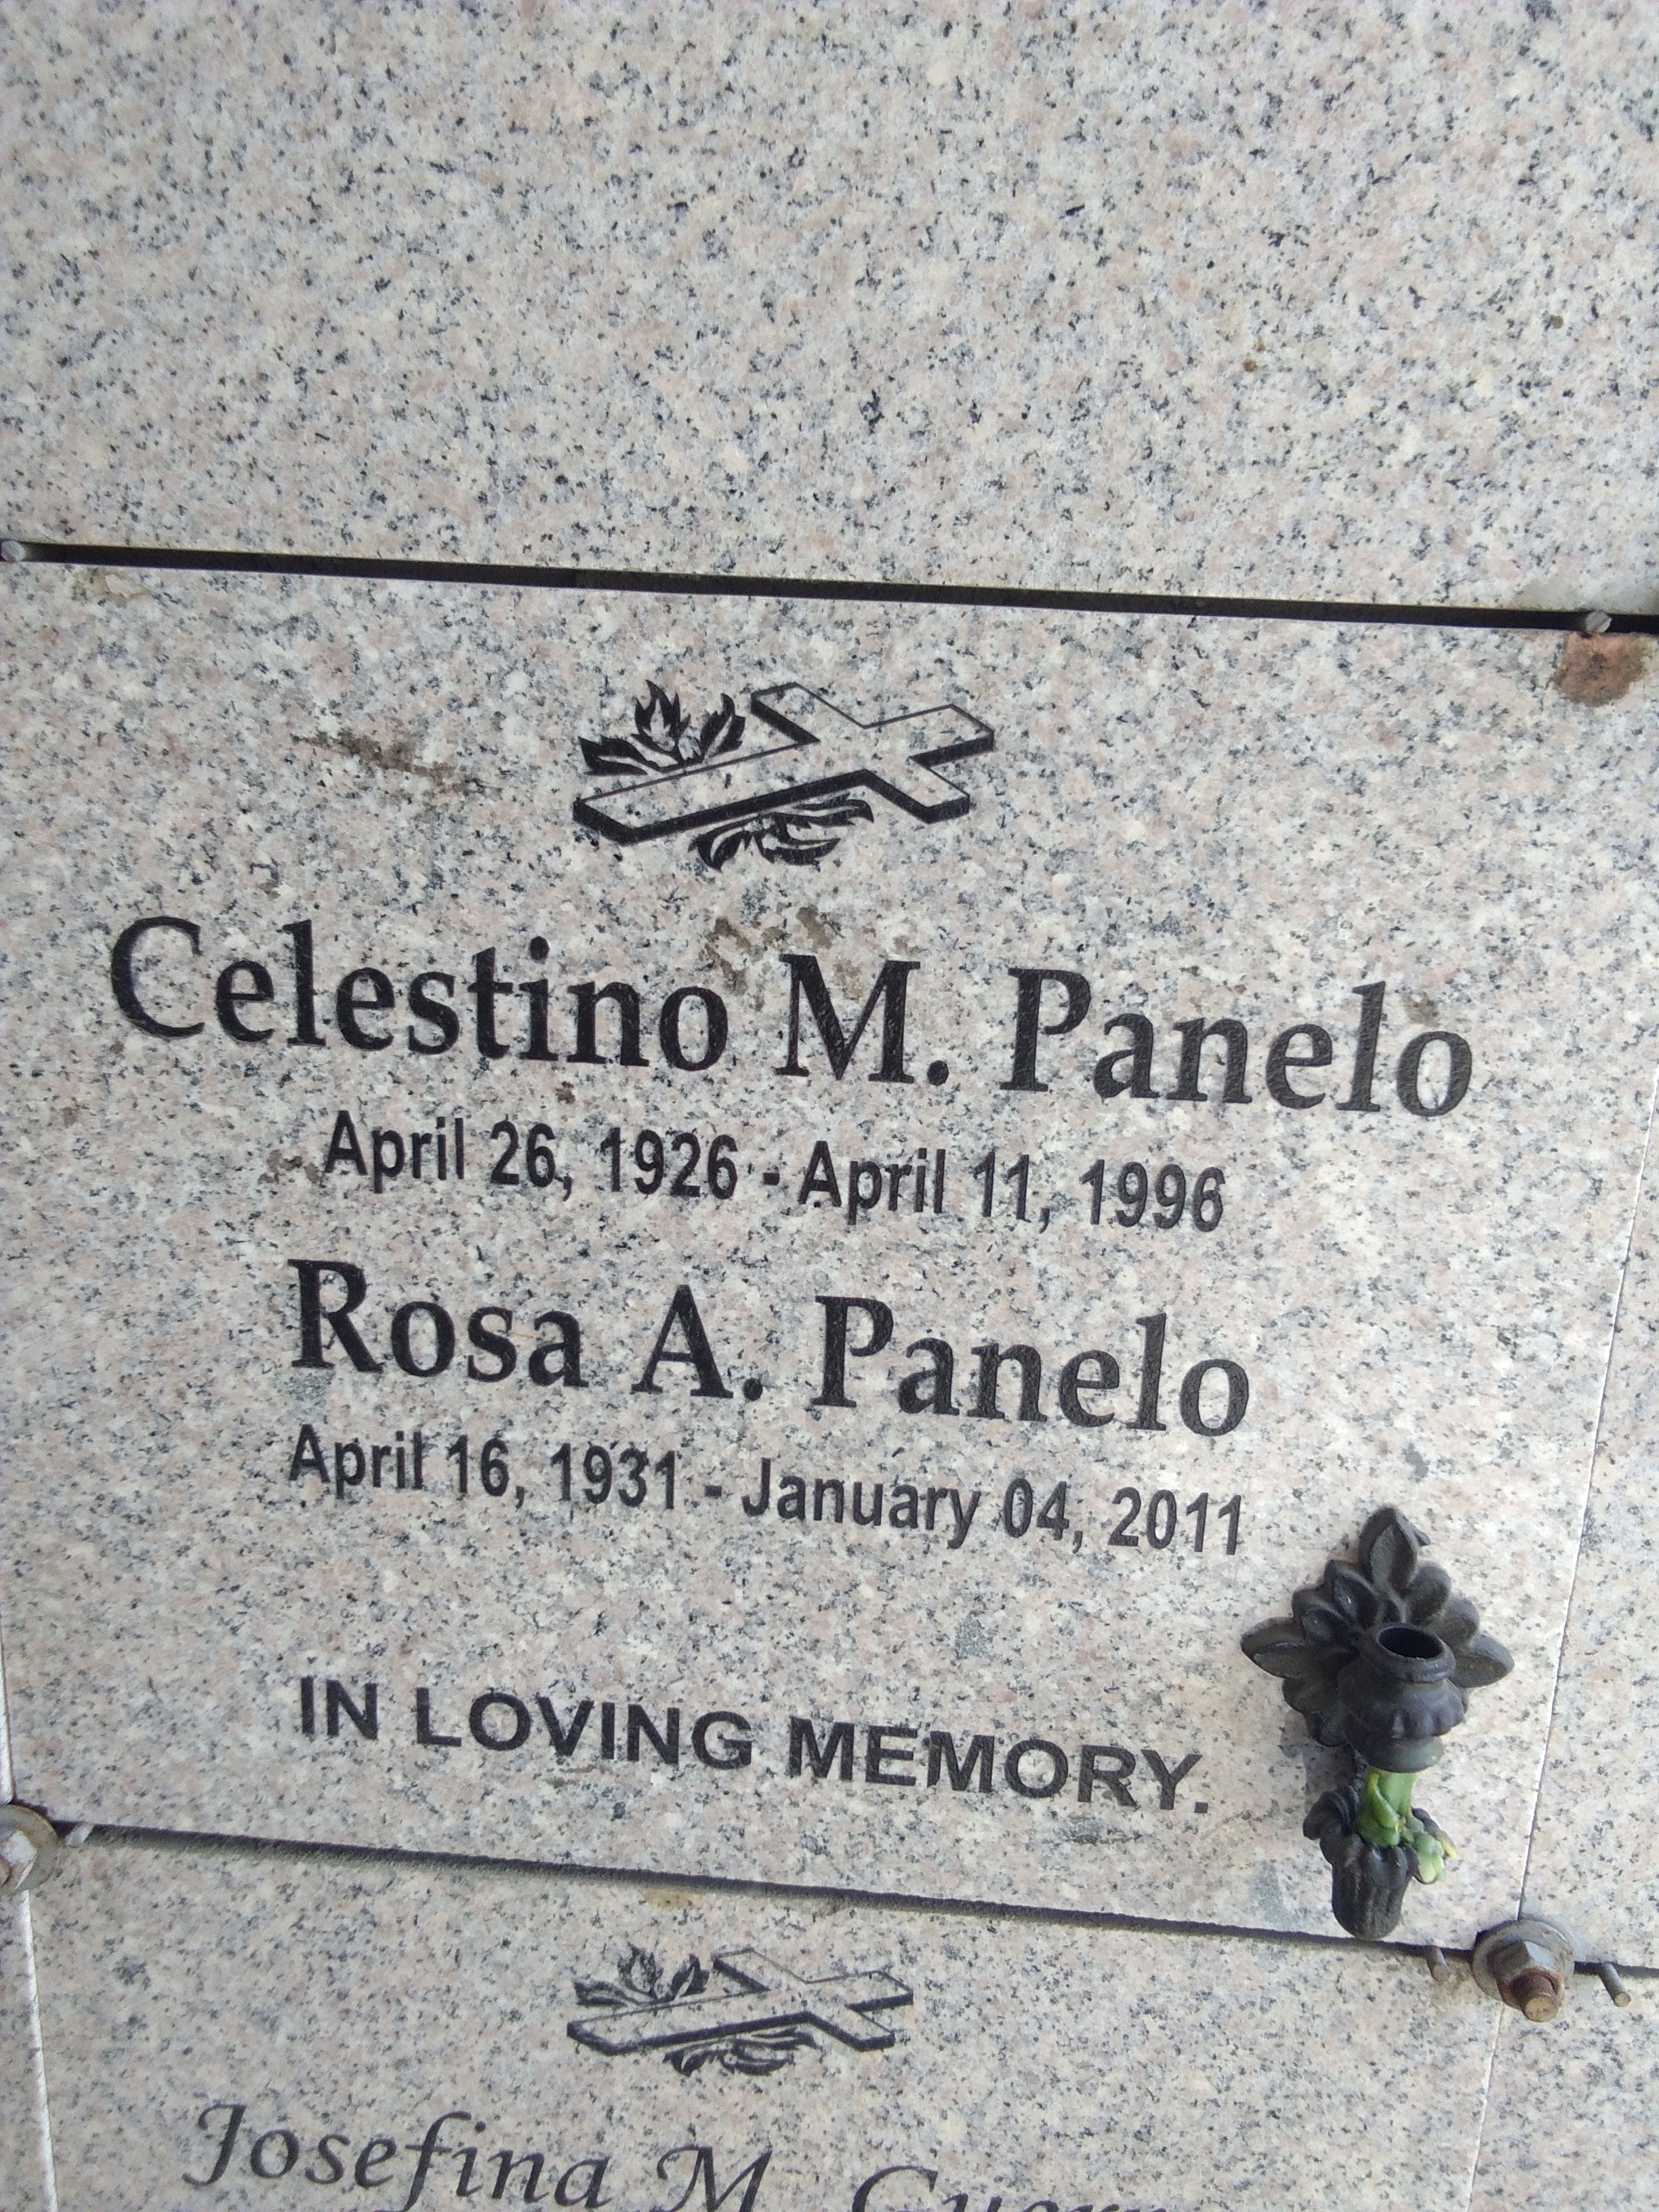 Celestino M. Panelo
April 26, 1926 - April 11, 1996
Rosa A. Panelo
April 16, 1931 - January 04, 2011
IN LOVING MEMORY.
Josefina M.